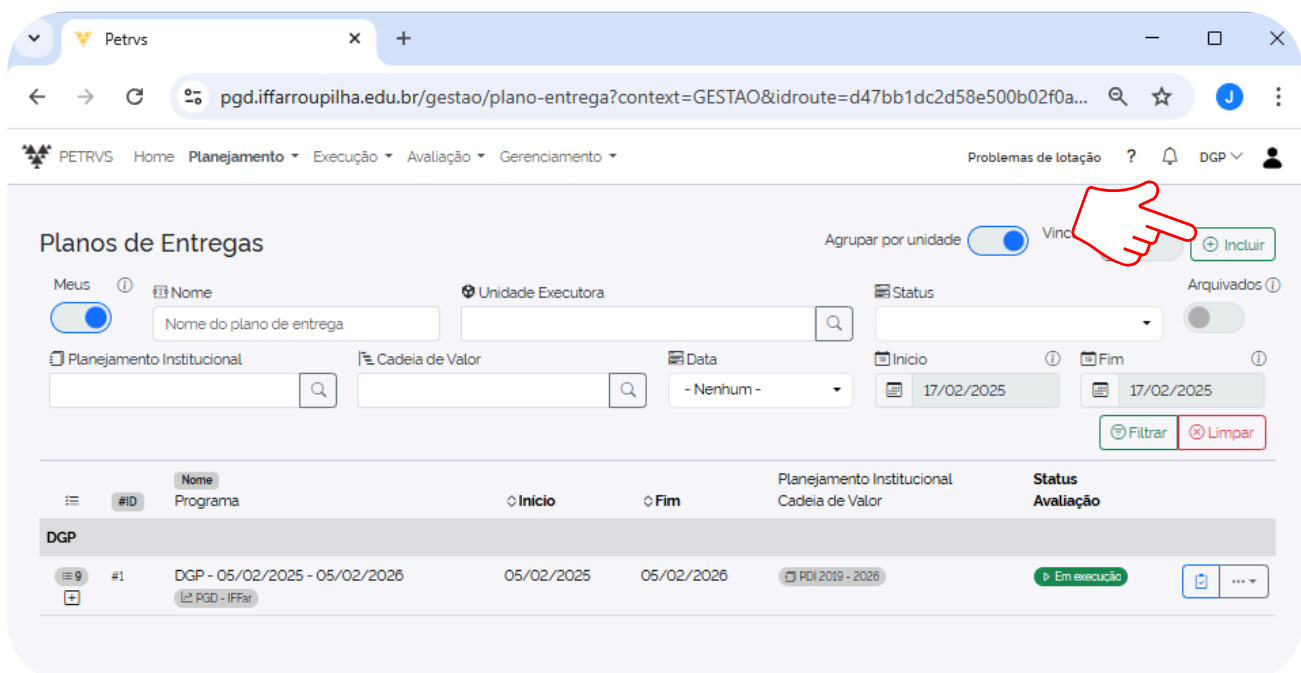 Petrvs
pgd.iffarroupilha.edu.br/gestao/plano-entrega?context=GESTAO&idroute=d47bb1dc2d58e500b02f0a...
J
PETRVS Home Planejamento Execução Avaliação Gerenciamento Problemas de lotação ? DGP
Planos de Entregas Agrupar por unidade Incluir
Meus Nome Unidade Executora Status Arquivados
Nome do plano de entrega
Planejamento Institucional Cadeia de Valor Data Início Fim
- Nenhum - 17/02/2025 17/02/2025
Filtrar Limpar
Nome Planejamento Institucional Status
#ID Programa Início Fim Cadeia de Valor Avaliação
DGP
9 #1 DGP - 05/02/2025 - 05/02/2026 05/02/2025 05/02/2026 PDI 2019 - 2026 Em execução
PGD - IFFar